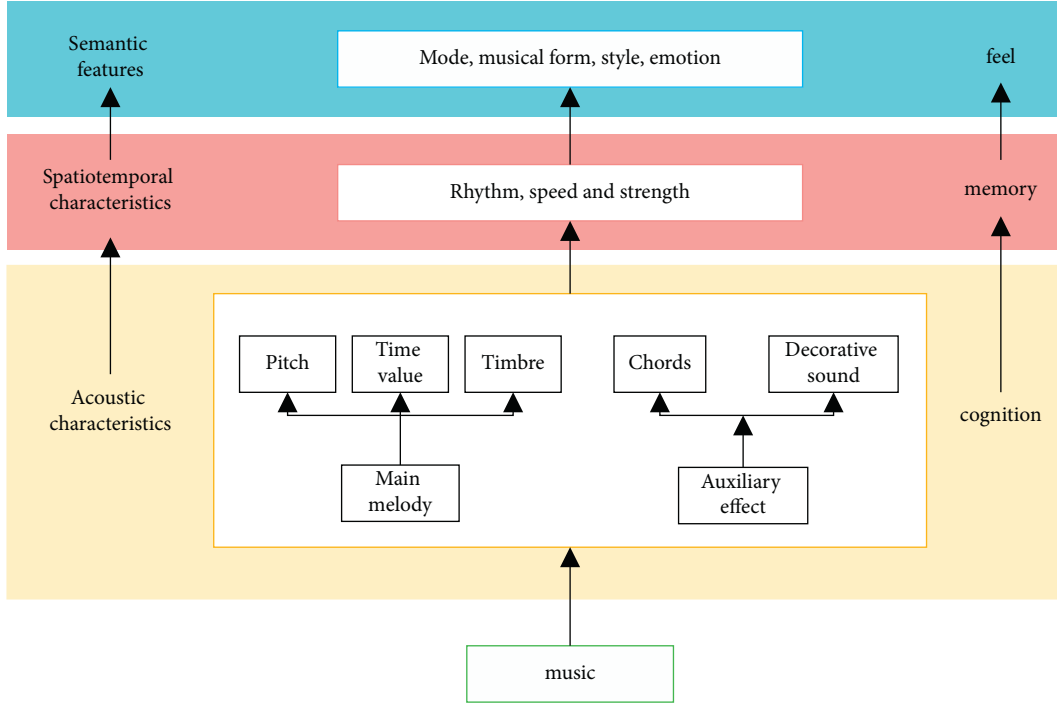 Semantic
features
Mode, musical form, style, emotion
feel
Spatiotemporal
characteristics
Rhythm, speed and strength
memory
Pitch
Time
value
Timbre
Chords
Decorative
sound
Acoustic
characteristics
cognition
Main
melody
Auxiliary
effect
music